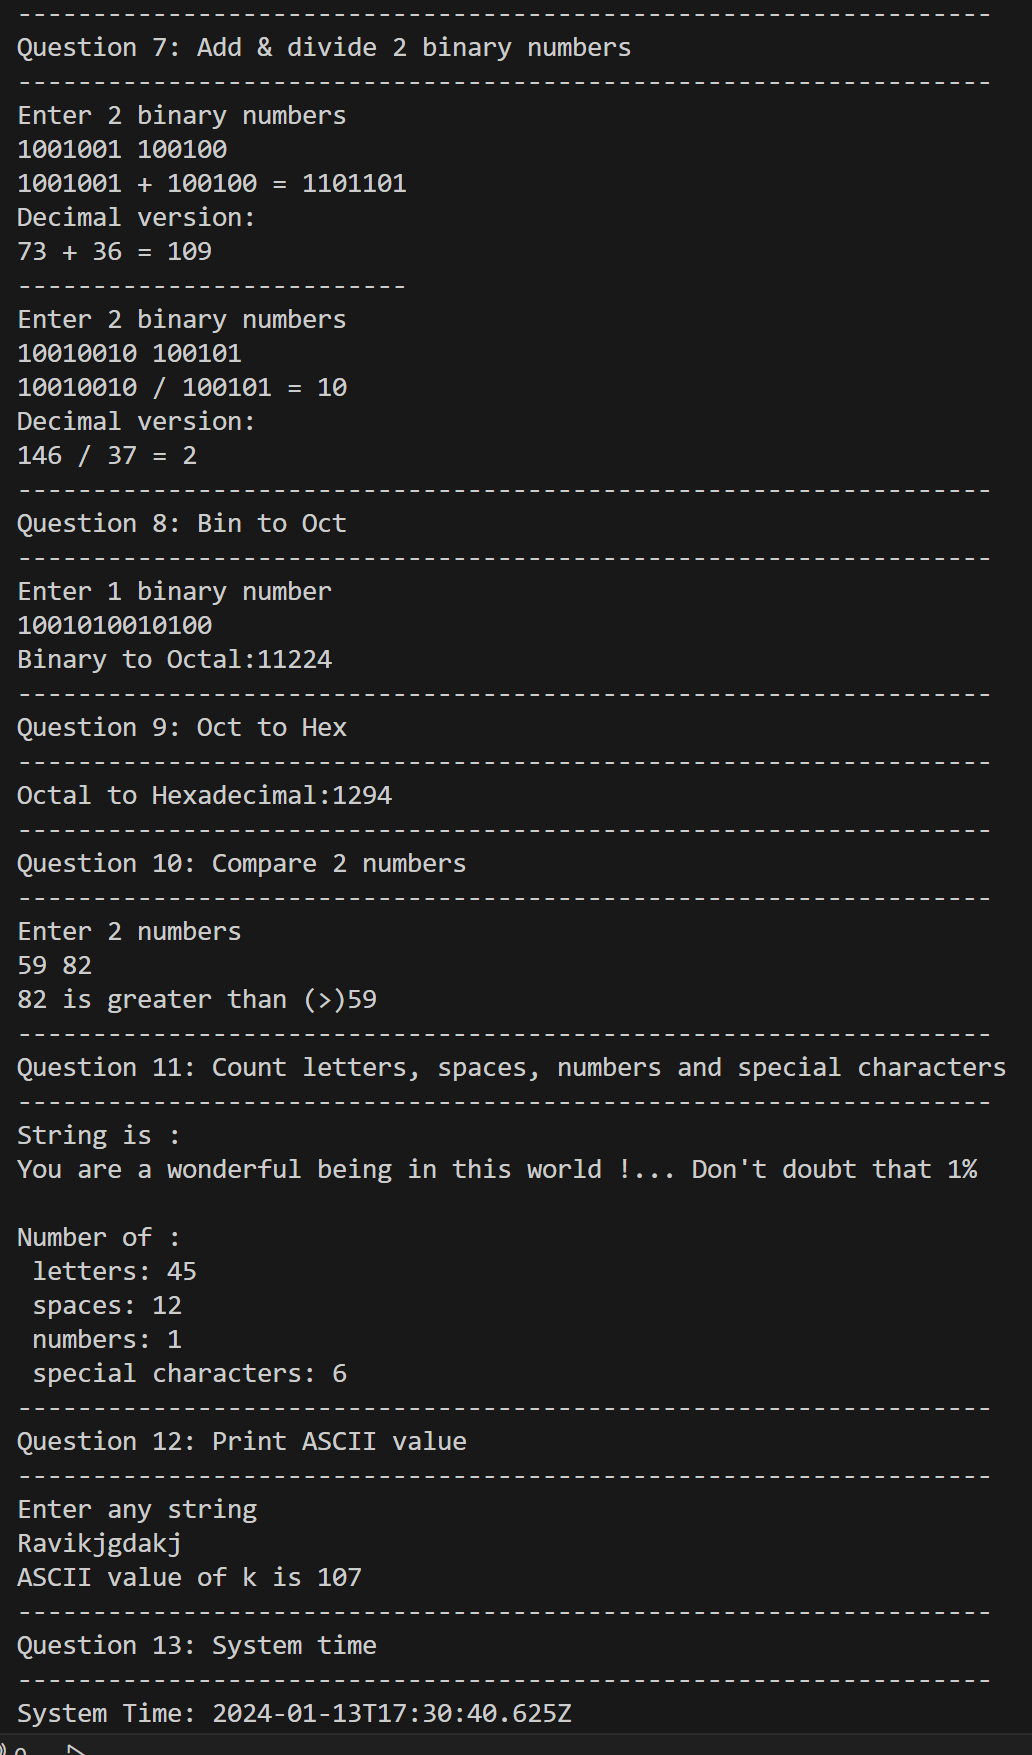 -----------------------------------------------------------------
Question 7: Add & divide 2 binary numbers
-----------------------------------------------------------------
Enter 2 binary numbers
1001001 100100
1001001 + 100100 = 1101101
Decimal version:
73 + 36 = 109
--------------------------
Enter 2 binary numbers
10010010 100101
10010010 / 100101 = 10
Decimal version:
146 / 37 = 2
-----------------------------------------------------------------
Question 8: Bin to Oct
-----------------------------------------------------------------
Enter 1 binary number
1001010010100
Binary to Octal:11224
-----------------------------------------------------------------
Question 9: Oct to Hex
-----------------------------------------------------------------
Octal to Hexadecimal:1294
-----------------------------------------------------------------
Question 10: Compare 2 numbers
-----------------------------------------------------------------
Enter 2 numbers
59 82
82 is greater than (>)59
-----------------------------------------------------------------
Question 11: Count letters, spaces, numbers and special characters
-----------------------------------------------------------------
String is :
You are a wonderful being in this world !... Don't doubt that 1%

Number of :
 letters: 45
 spaces: 12
 numbers: 1
 special characters: 6
-----------------------------------------------------------------
Question 12: Print ASCII value
-----------------------------------------------------------------
Enter any string
Ravikjgdakj
ASCII value of k is 107
-----------------------------------------------------------------
Question 13: System time
-----------------------------------------------------------------
System Time: 2024-01-13T17:30:40.625Z